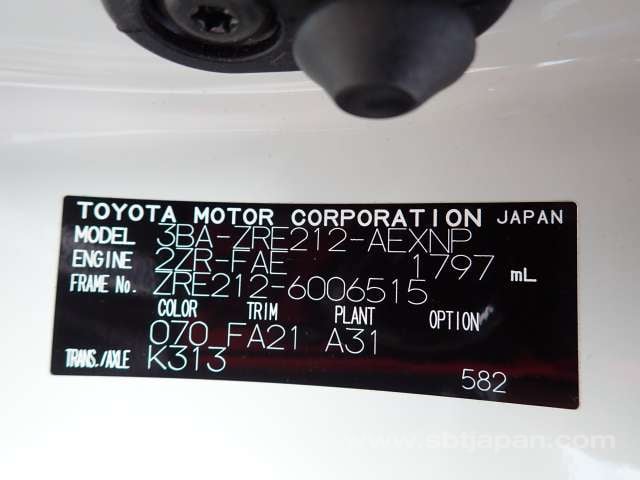 TOYOTA MOTOR CORPORATION JAPAN
MODEL 3BA-ZRE212-AEXNP
ENGINE 2ZR-FAE 1797 mL
FRAME No. ZRE212-6006515
COLOR TRIM PLANT OPTION
070 FA21 A31
TRANS./AXLE K313
582
www.sbtjapan.com